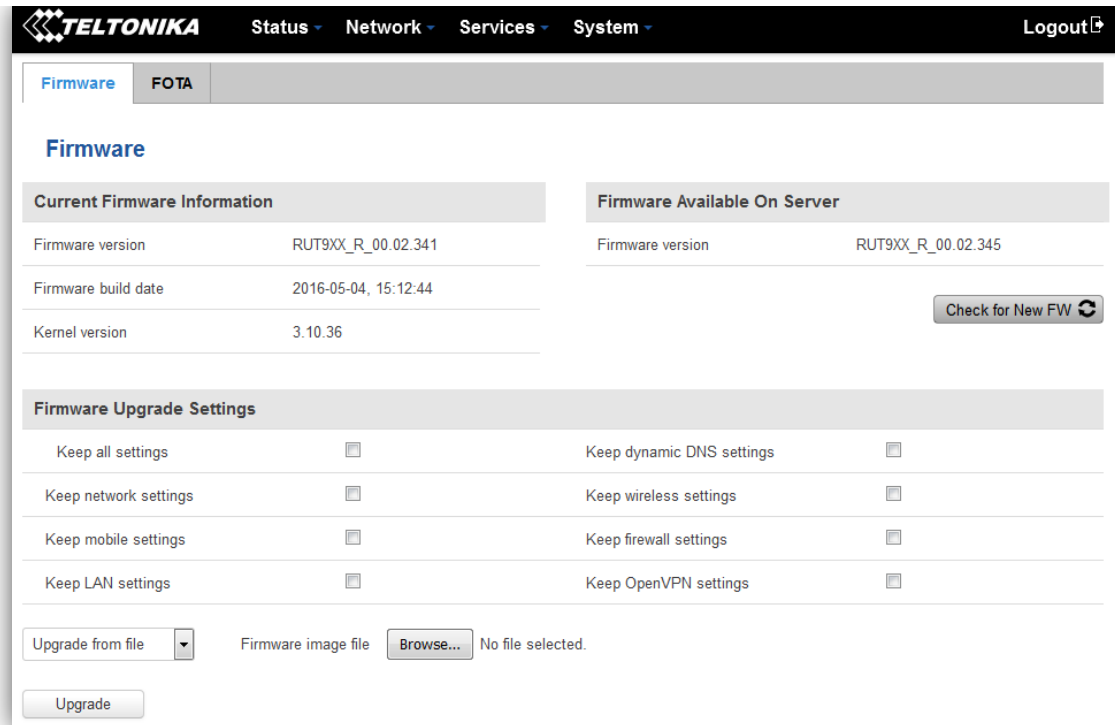 TELTONIKA Status Network Services System Logout
Firmware FOTA
Firmware
Current Firmware Information
Firmware version RUT9XX_R_00.02.341
Firmware build date 2016-05-04, 15:12:44
Kernel version 3.10.36
Firmware Available On Server
Firmware version RUT9XX_R_00.02.345
Check for New FW
Firmware Upgrade Settings
Keep all settings Keep dynamic DNS settings
Keep network settings Keep wireless settings
Keep mobile settings Keep firewall settings
Keep LAN settings Keep OpenVPN settings
Upgrade from file Firmware image file Browse... No file selected.
Upgrade